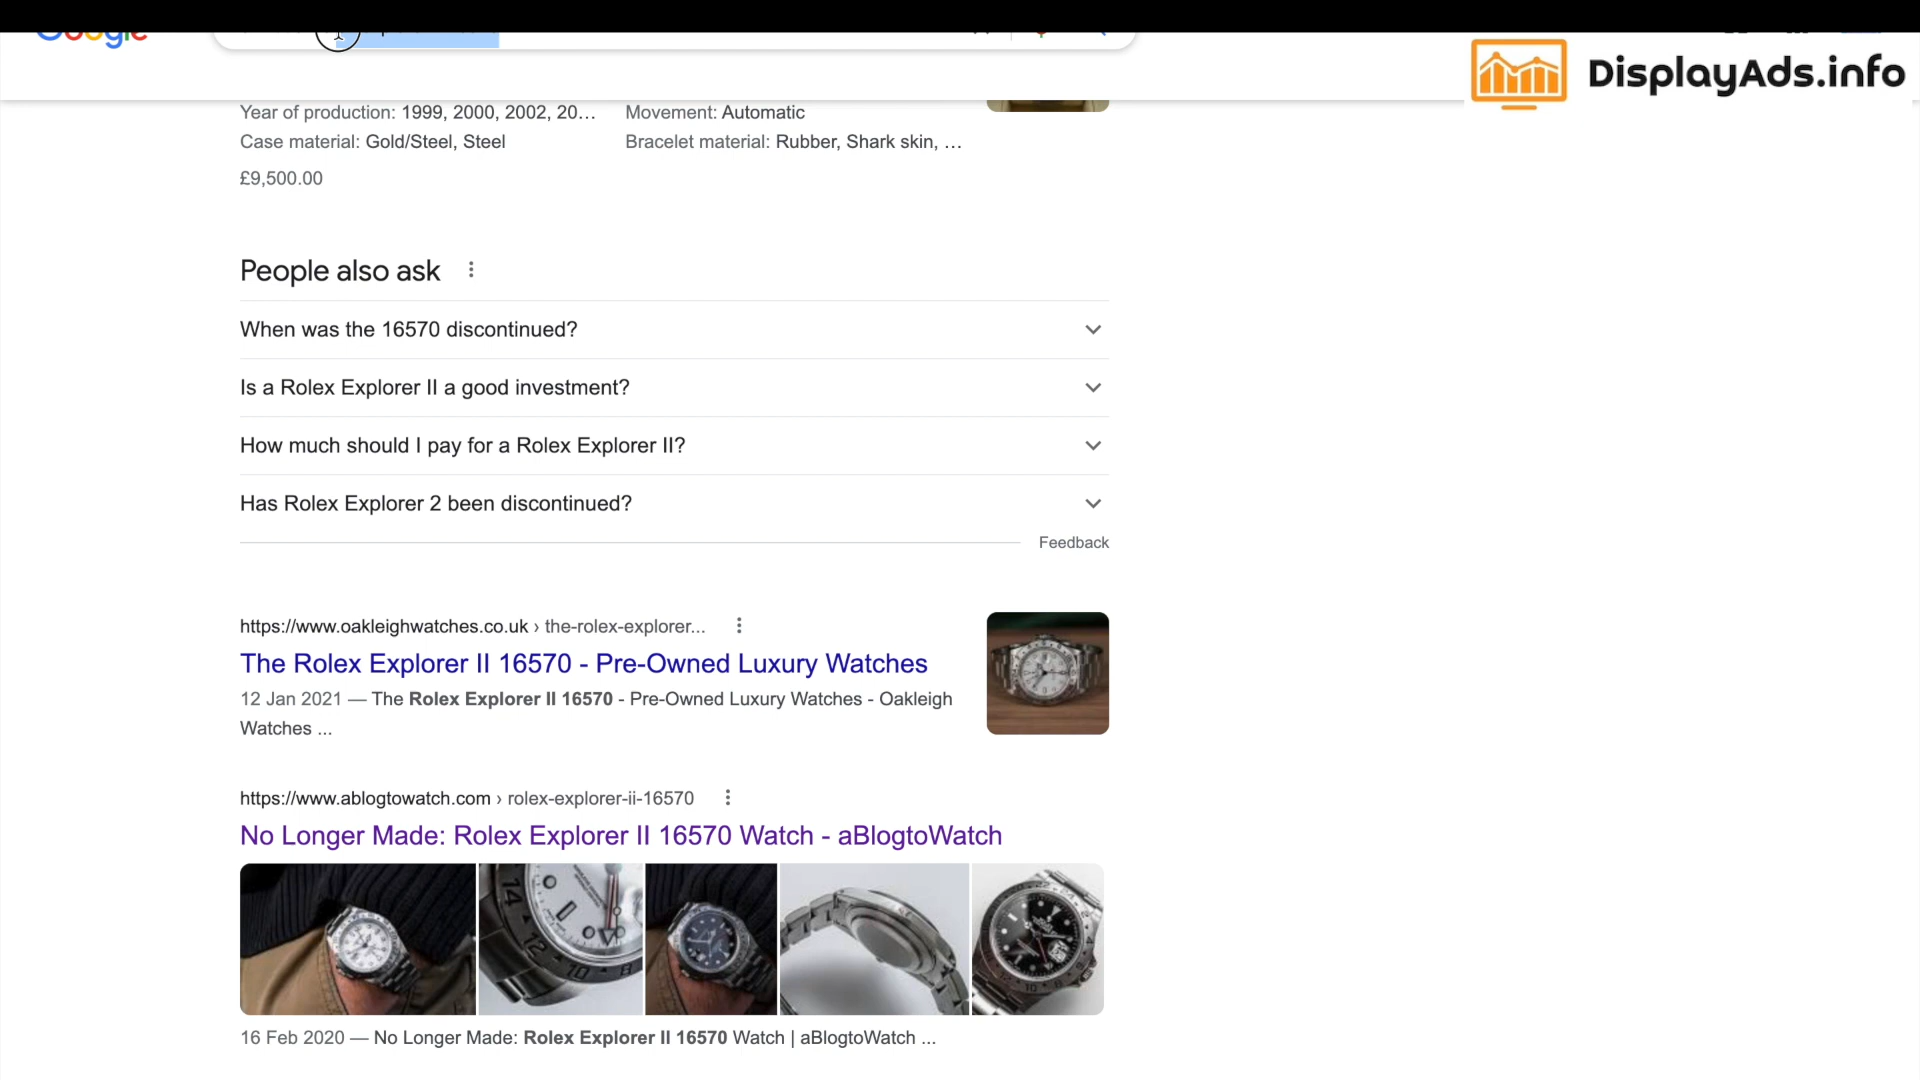 Google
DisplayAds.info
Year of production: 1999, 2000, 2002, 20...
Movement: Automatic
Case material: Gold/Steel, Steel
Bracelet material: Rubber, Shark skin, ...
£9,500.00
People also ask
When was the 16570 discontinued?
Is a Rolex Explorer II a good investment?
How much should I pay for a Rolex Explorer II?
Has Rolex Explorer 2 been discontinued?
Feedback
https://www.oakleighwatches.co.uk › the-rolex-explorer...
The Rolex Explorer II 16570 - Pre-Owned Luxury Watches
12 Jan 2021 — The Rolex Explorer II 16570 - Pre-Owned Luxury Watches - Oakleigh
Watches ...
https://www.ablogtowatch.com › rolex-explorer-ii-16570
No Longer Made: Rolex Explorer II 16570 Watch - aBlogtoWatch
14
12
10
8
16 Feb 2020 — No Longer Made: Rolex Explorer II 16570 Watch | aBlogtoWatch ...